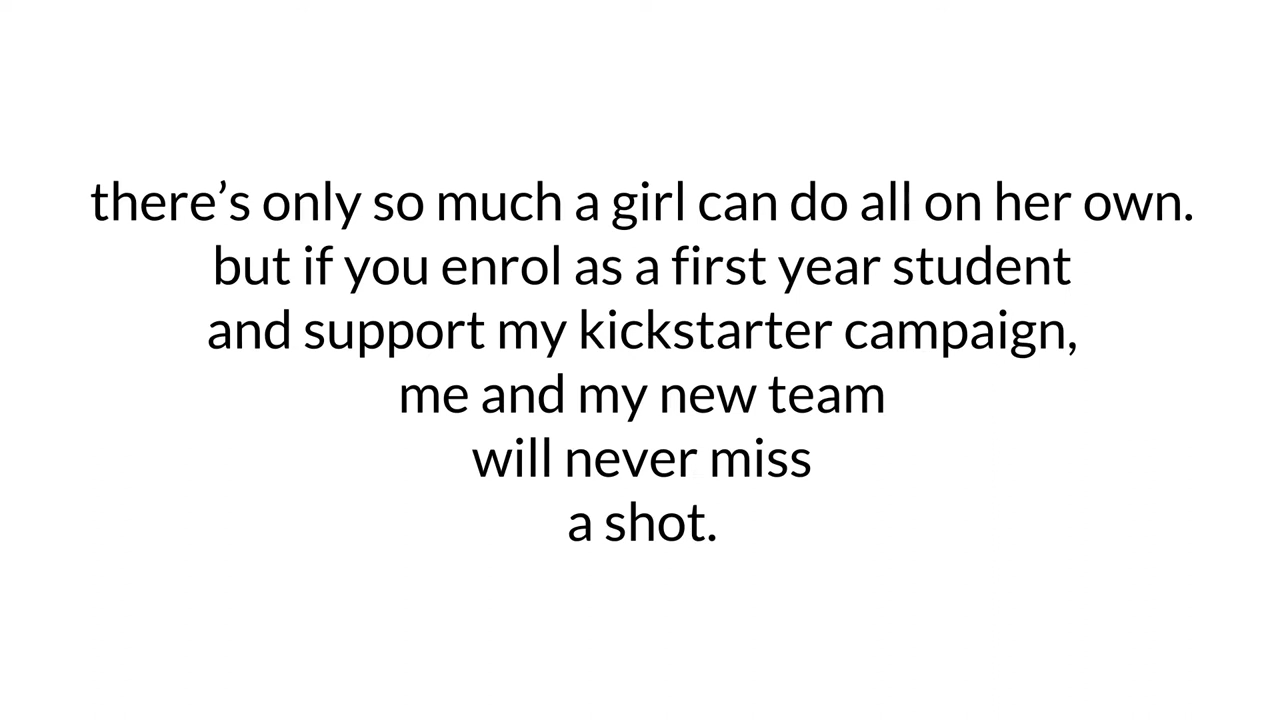 there’s only so much a girl can do all on her own.
but if you enrol as a first year student
and support my kickstarter campaign,
me and my new team
will never miss
a shot.